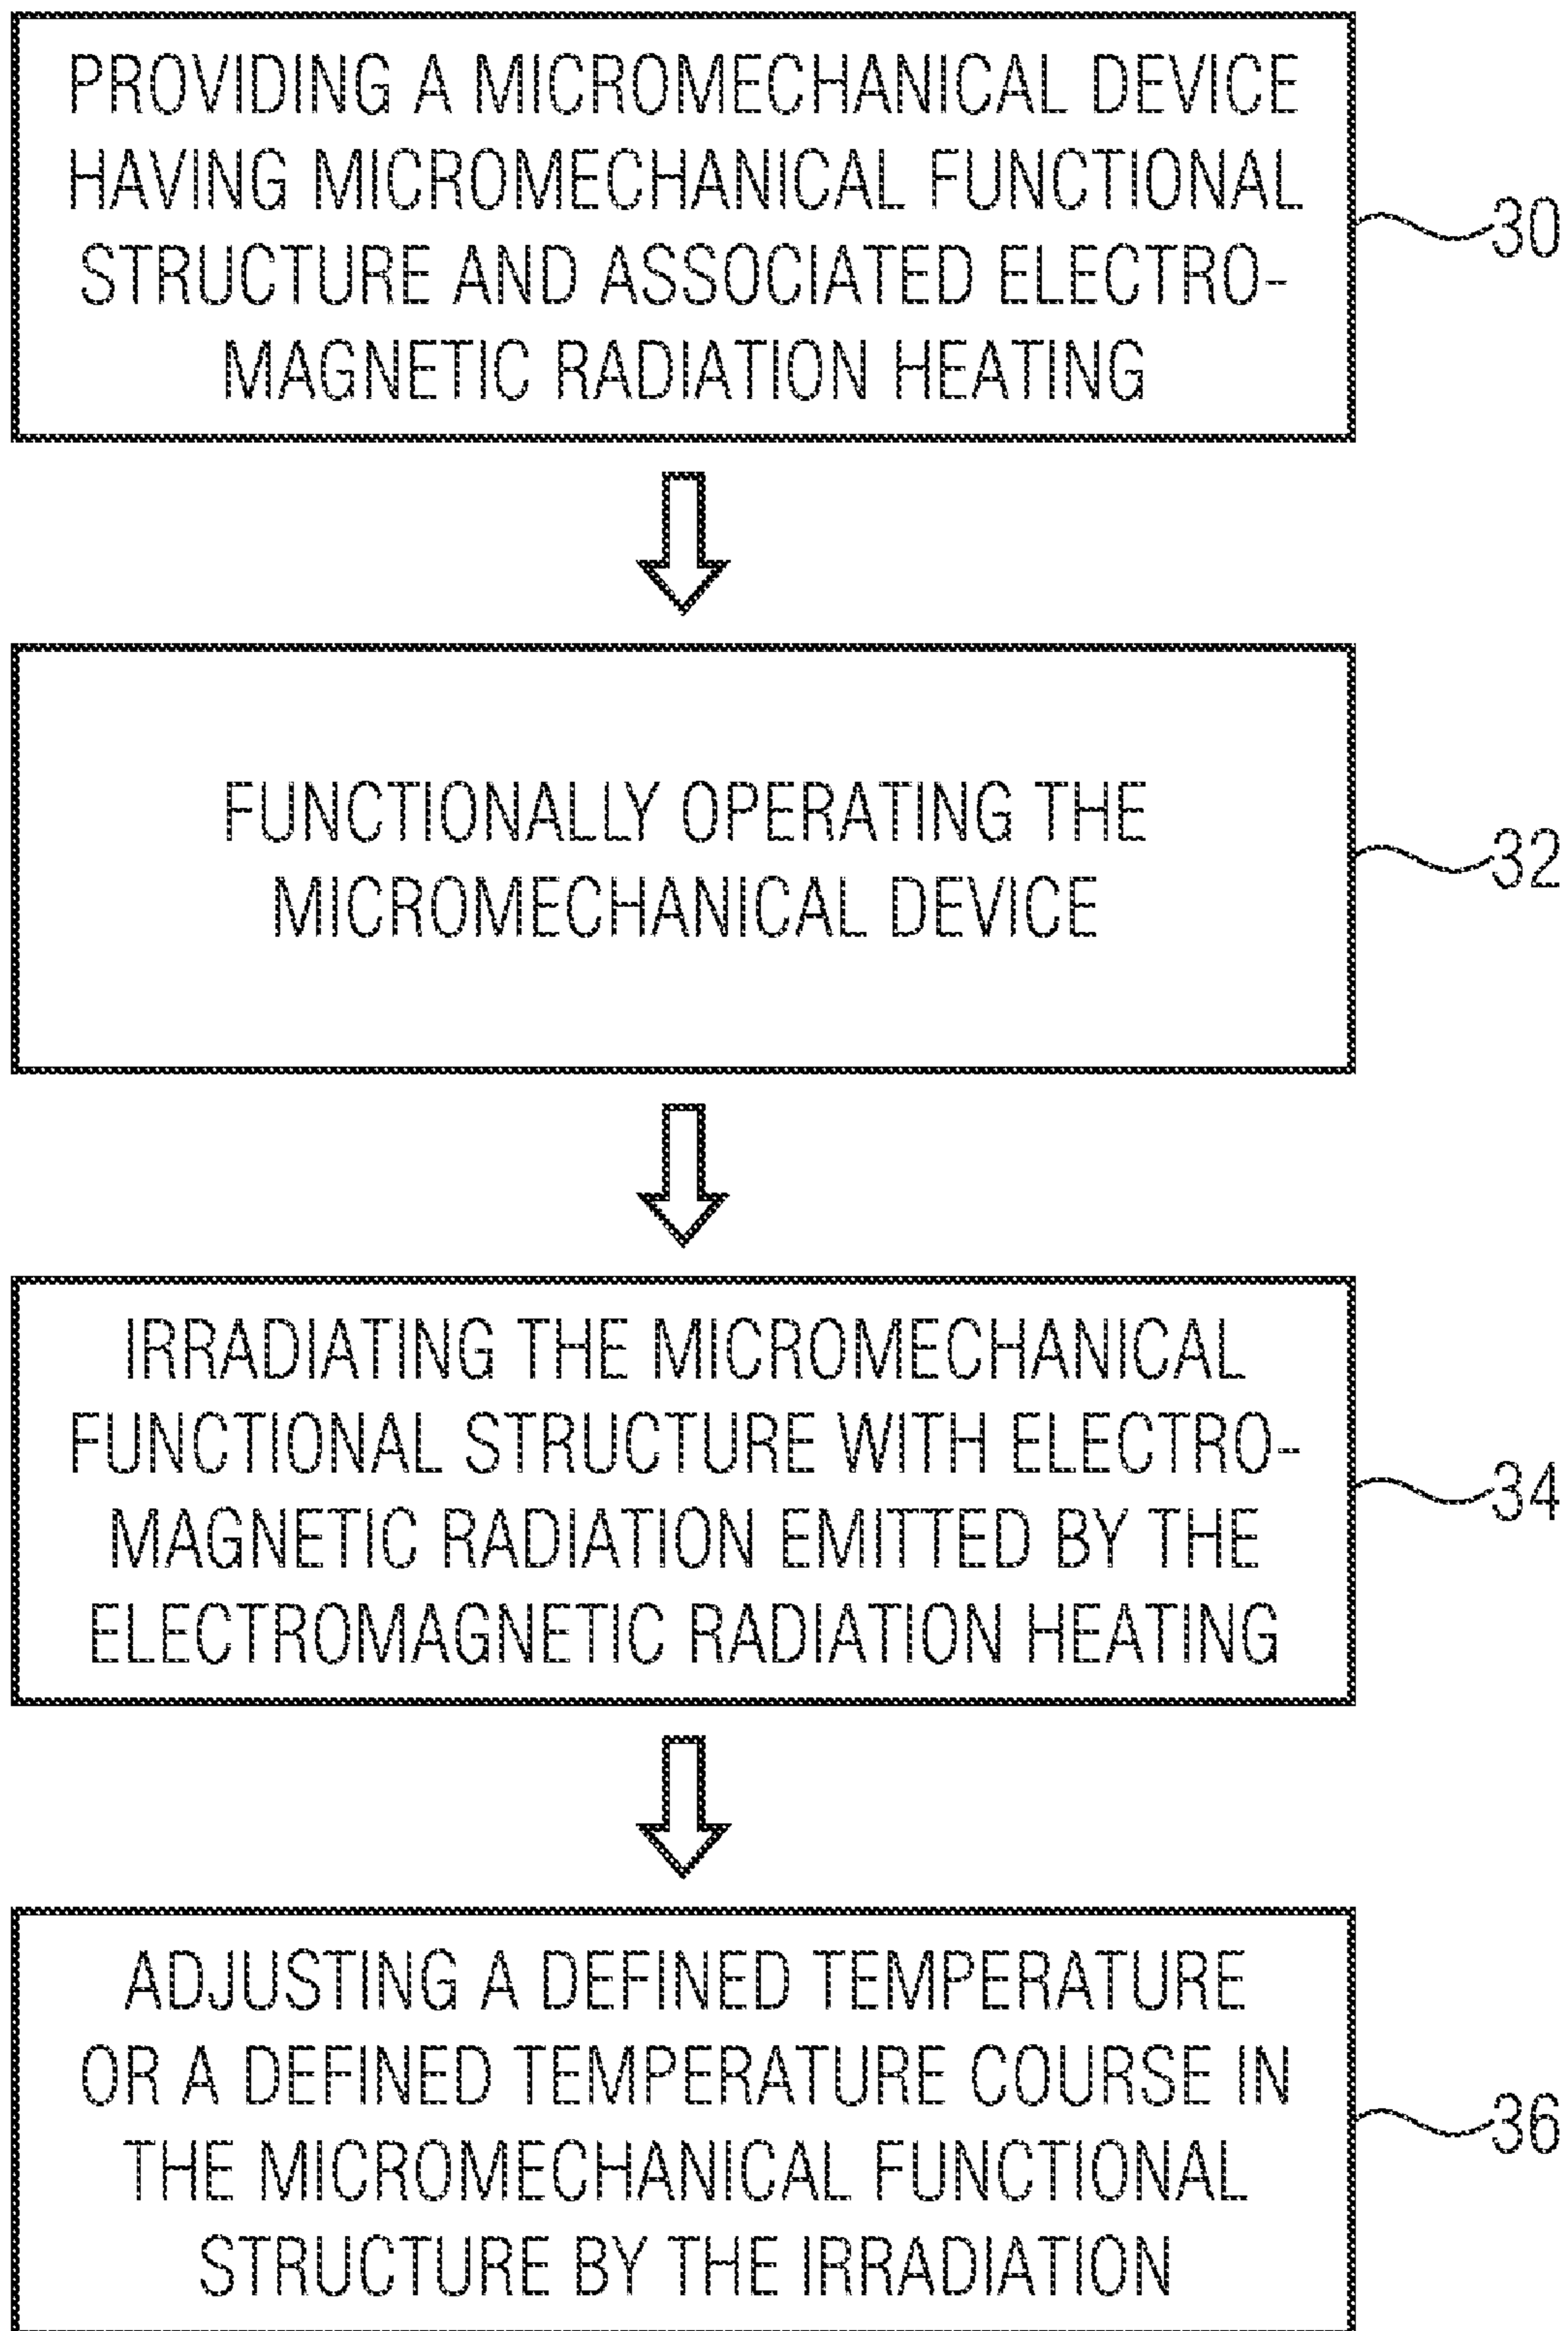 PROVIDING A MICROMECHANICAL DEVICE
HAVING MICROMECHANICAL FUNCTIONAL
STRUCTURE AND ASSOCIATED ELECTRO-
MAGNETIC RADIATION HEATING
30
FUNCTIONALLY OPERATING THE
MICROMECHANICAL DEVICE
32
IRRADIATING THE MICROMECHANICAL
FUNCTIONAL STRUCTURE WITH ELECTRO-
MAGNETIC RADIATION EMITTED BY THE
ELECTROMAGNETIC RADIATION HEATING
34
ADJUSTING A DEFINED TEMPERATURE
OR A DEFINED TEMPERATURE COURSE IN
THE MICROMECHANICAL FUNCTIONAL
STRUCTURE BY THE IRRADIATION
36